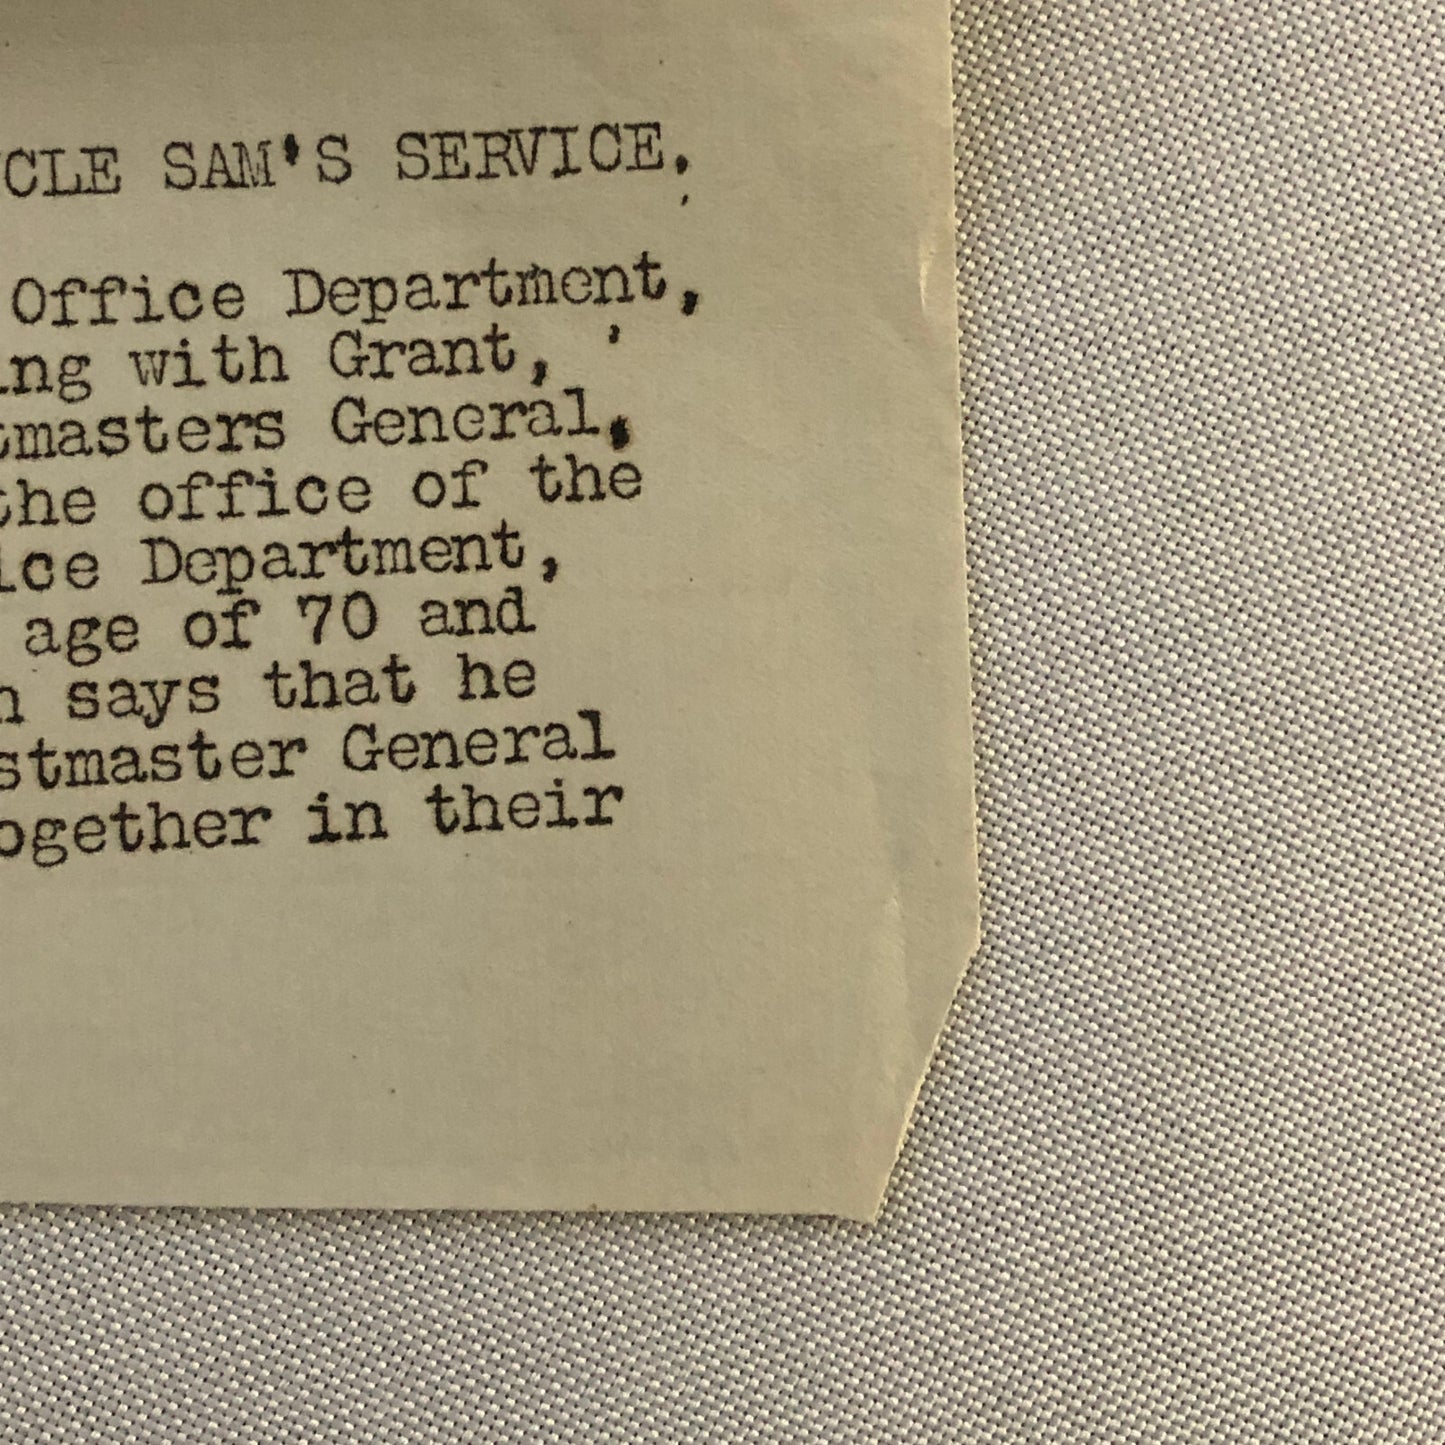 CLE SAM'S SERVICE.
Office Department,
ng with Grant,
tmasters General,
the office of the
ice Department,
age of 70 and
says that he
stmaster General
ogether in their